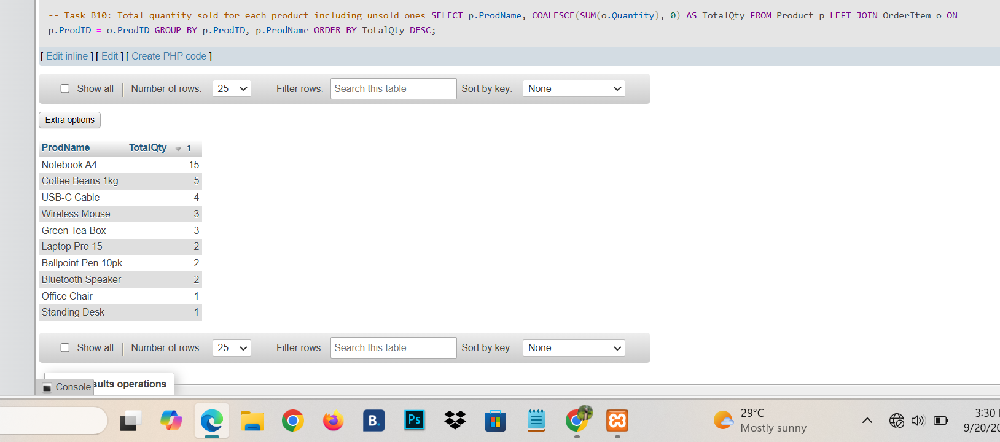 -- Task B10: Total quantity sold for each product including unsold ones SELECT p.ProdName, COALESCE(SUM(o.Quantity), 0) AS TotalQty FROM Product p LEFT JOIN OrderItem o ON
p.ProdID = o.ProdID GROUP BY p.ProdID, p.ProdName ORDER BY TotalQty DESC;
[ Edit inline ] [ Edit ] [ Create PHP code ]
Show all | Number of rows: 25 Filter rows: Search this table Sort by key: None
Extra options
ProdName TotalQty 1
Notebook A4 15
Coffee Beans 1kg 5
USB-C Cable 4
Wireless Mouse 3
Green Tea Box 3
Laptop Pro 15 2
Ballpoint Pen 10pk 2
Bluetooth Speaker 2
Office Chair 1
Standing Desk 1
Show all | Number of rows: 25 Filter rows: Search this table Sort by key: None
Console sults operations
B. Ps
29°C
Mostly sunny
3:30
9/20/20